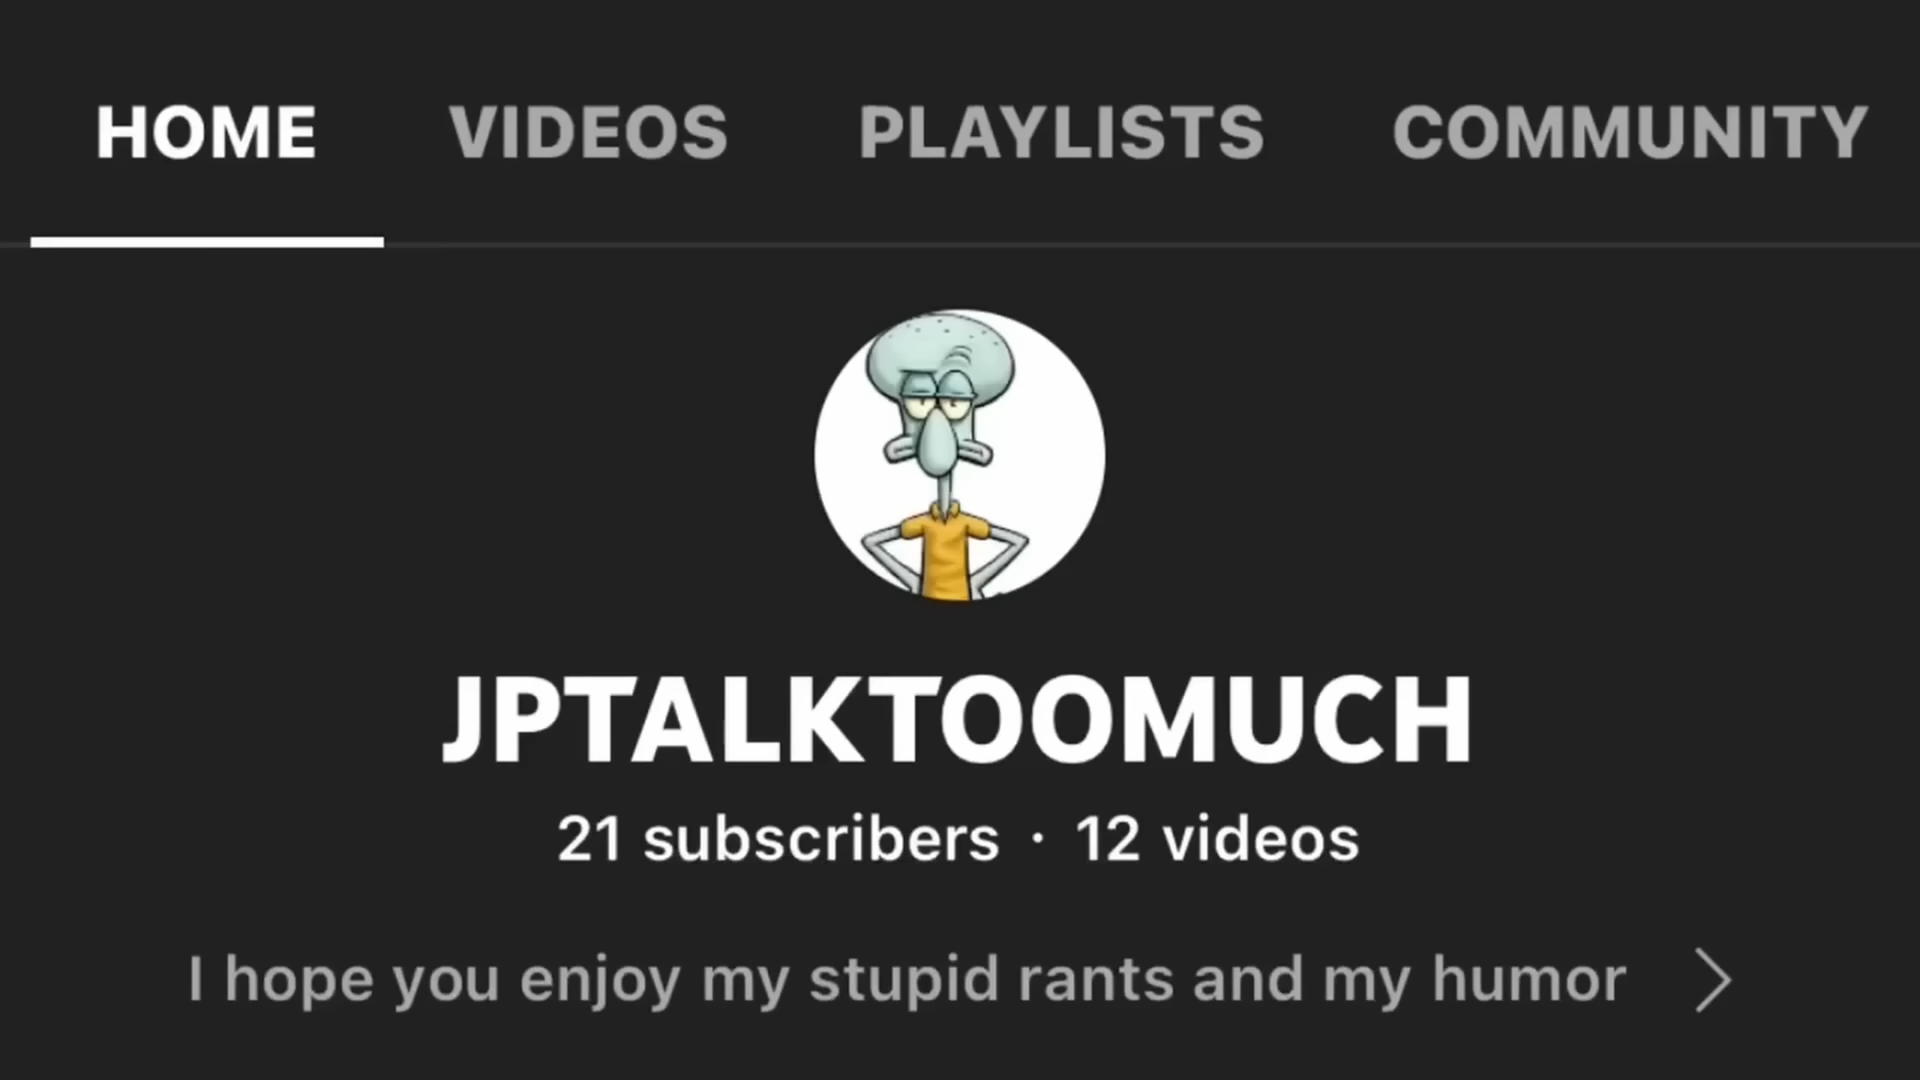 HOME VIDEOS PLAYLISTS COMMUNITY
JPTALKTOOMUCH
21 subscribers · 12 videos
I hope you enjoy my stupid rants and my humor